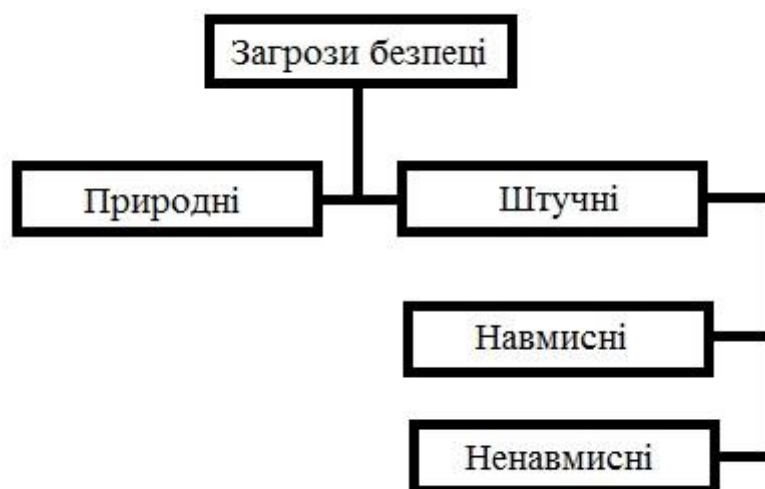 Загрози безпеці
Природні
Штучні
Навмисні
Ненавмисні